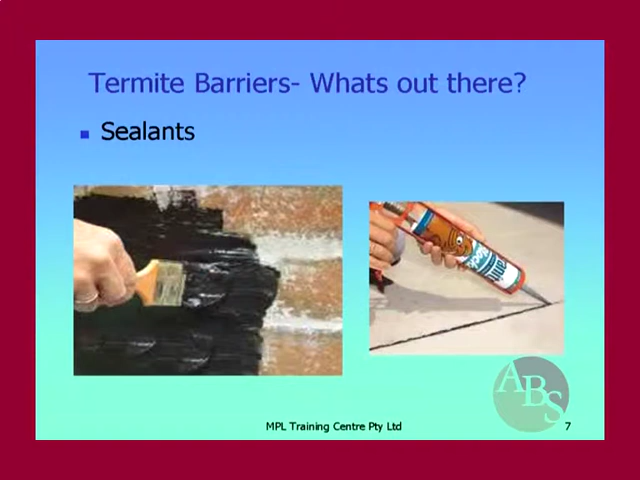 Termite Barriers- Whats out there?
Sealants
ABS
MPL Training Centre Pty Ltd
7